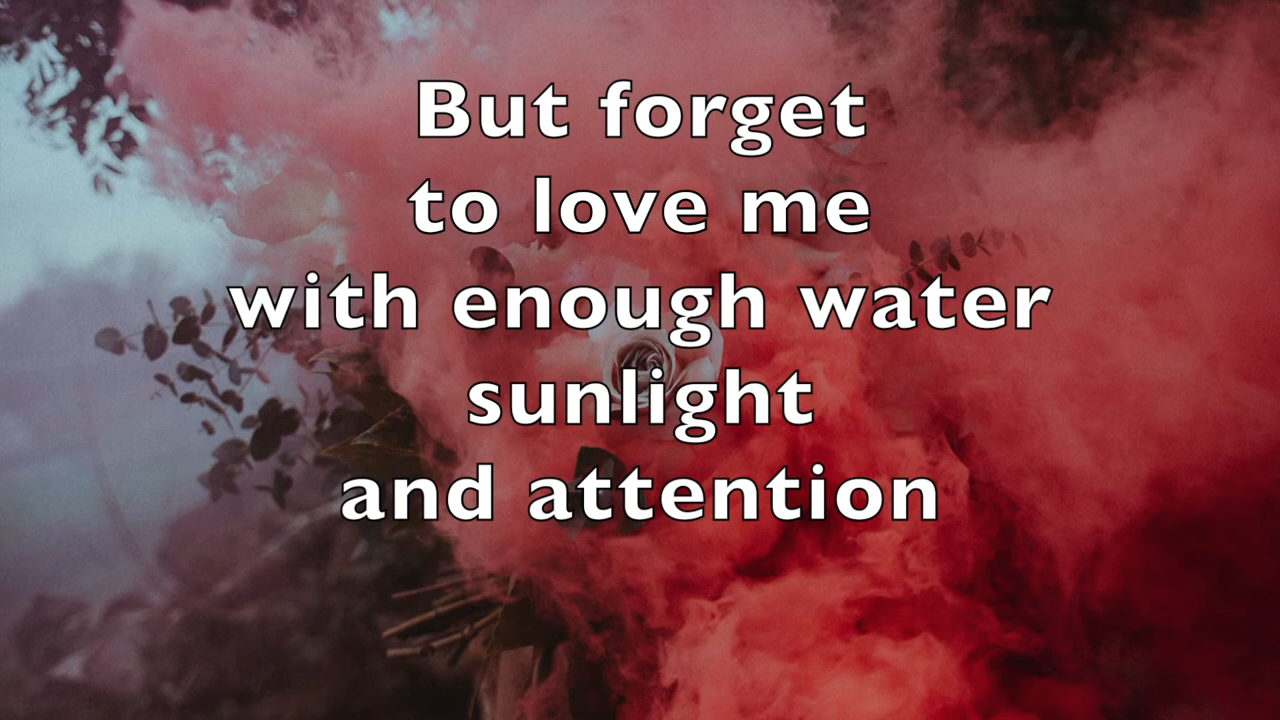 But forget
to love me
with enough water
sunlight
and attention